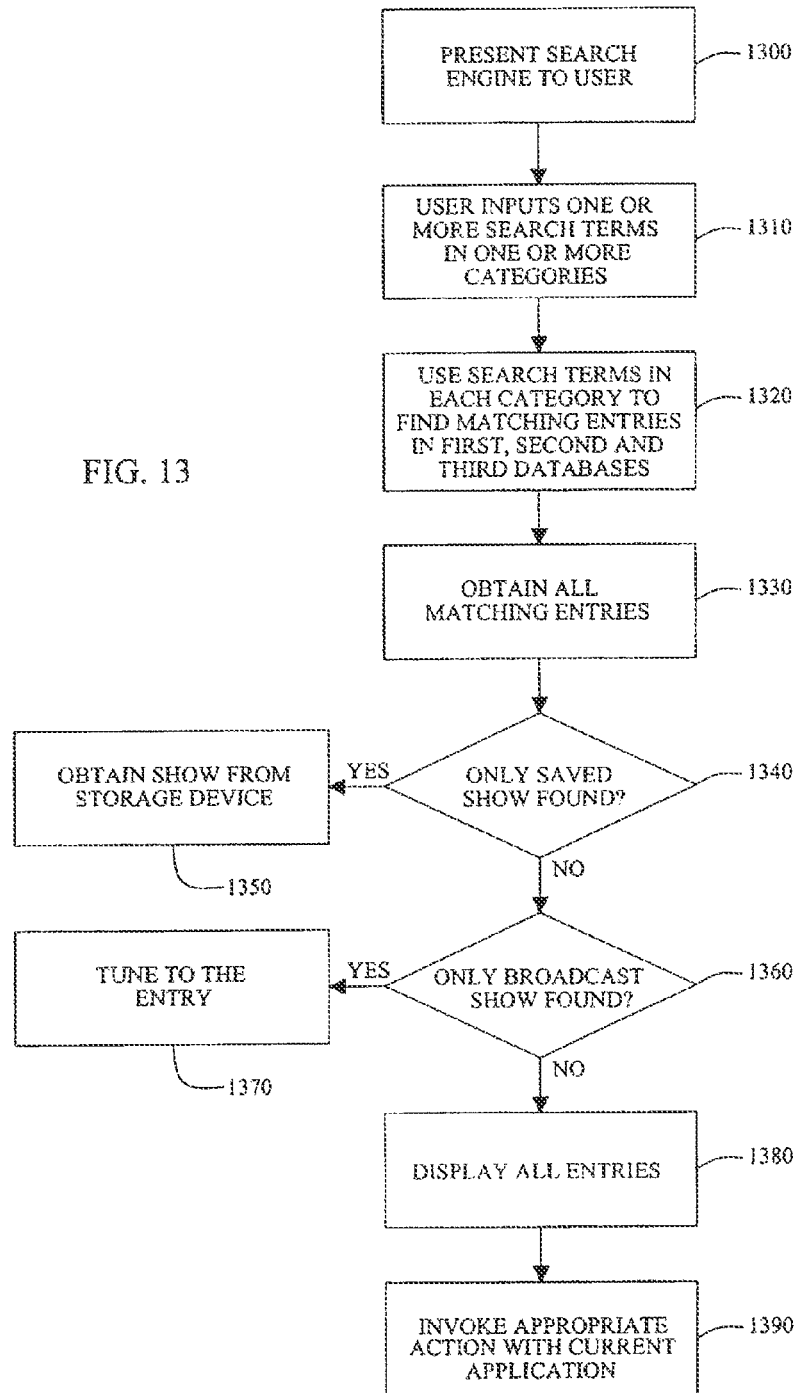 PRESENT SEARCH
ENGINE TO USER
1300
USER INPUTS ONE OR
MORE SEARCH TERMS
IN ONE OR MORE
CATEGORIES
1310
USE SEARCH TERMS IN
EACH CATEGORY TO
FIND MATCHING ENTRIES
IN FIRST, SECOND AND
THIRD DATABASES
1320
FIG. 13
OBTAIN ALL
MATCHING ENTRIES
1330
ONLY SAVED
SHOW FOUND?
1340
YES
OBTAIN SHOW FROM
STORAGE DEVICE
1350
NO
ONLY BROADCAST
SHOW FOUND?
1360
YES
TUNE TO THE
ENTRY
1370
NO
DISPLAY ALL ENTRIES
1380
INVOKE APPROPRIATE
ACTION WITH CURRENT
APPLICATION
1390